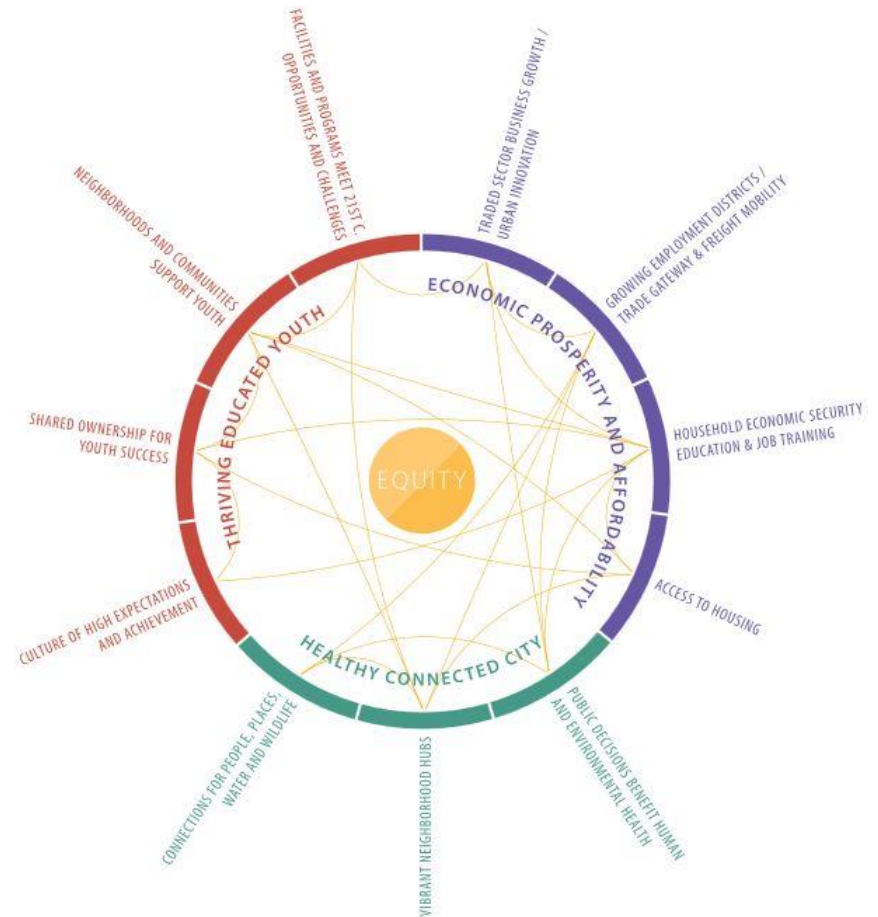 FACILITIES AND PROGRAMS MEET 21ST C.
OPPORTUNITIES AND CHALLENGES
TRADED SECTOR BUSINESS GROWTH /
URBAN INNOVATION
GROWING EMPLOYMENT DISTRICTS /
TRADE GATEWAY & FREIGHT MOBILITY
HOUSEHOLD ECONOMIC SECURITY
EDUCATION & JOB TRAINING
ACCESS TO HOUSING
PUBLIC DECISIONS BENEFIT HUMAN
AND ENVIRONMENTAL HEALTH
VIBRANT NEIGHBORHOOD HUBS
CONNECTIONS FOR PEOPLE, PLACES,
WATER AND WILDLIFE
CULTURE OF HIGH EXPECTATIONS
AND ACHIEVEMENT
SHARED OWNERSHIP FOR
YOUTH SUCCESS
NEIGHBORHOODS AND COMMUNITIES
SUPPORT YOUTH
THRIVING EDUCATED YOUTH
ECONOMIC PROSPERITY AND AFFORDABILITY
HEALTHY CONNECTED CITY
EQUITY